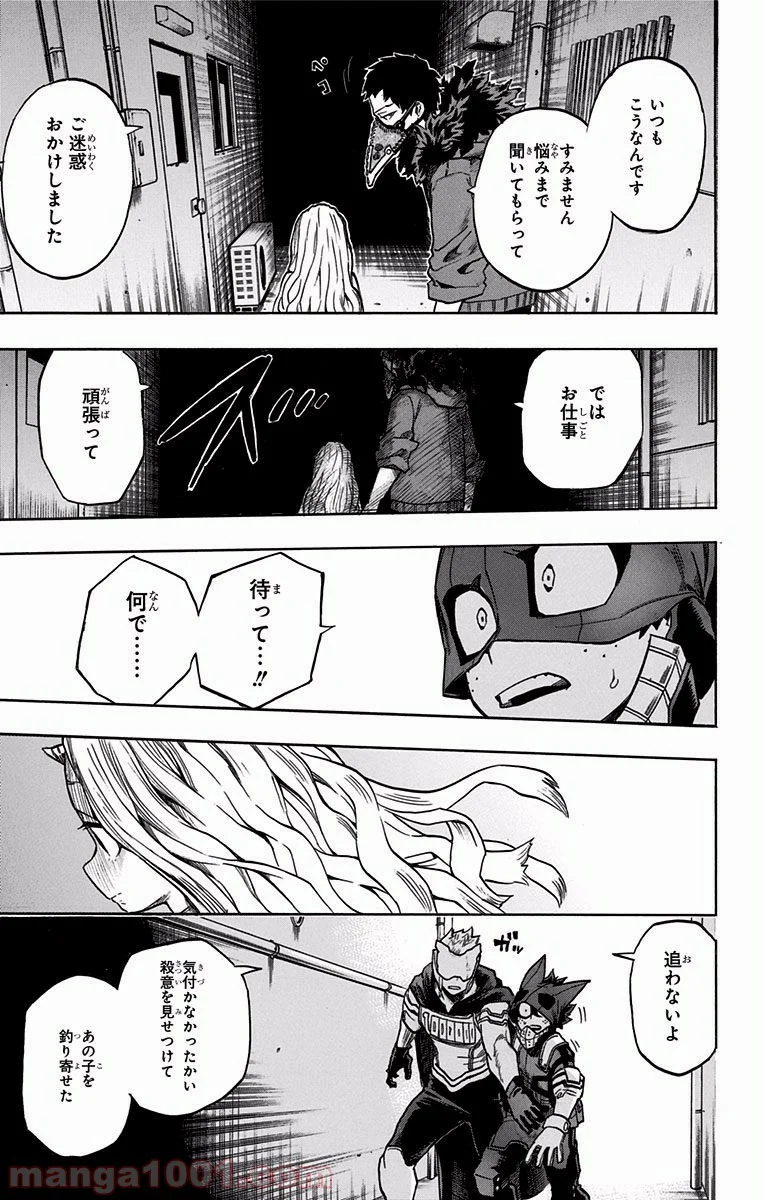 いつも
こうなんです
すみません
悩みまで
聞いてもらって
ペコ
ご迷惑
おかけしました
では
お仕事
頑張って
ズズ…
待って…!!
何で……
追わないよ
ガッ
気付かなかったかい
殺意を見せつけて
あの子を
釣り寄せた
manga1001.com